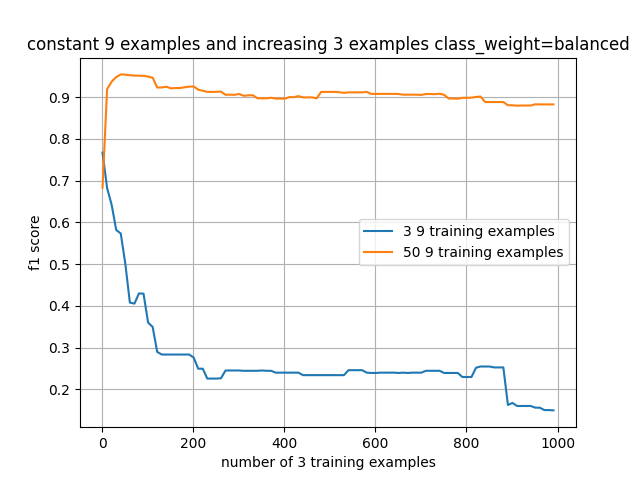 constant 9 examples and increasing 3 examples class_weight=balanced
f1 score
0.9
0.8
0.7
0.6
0.5
0.4
0.3
0.2
3 9 training examples
50 9 training examples
0 200 400 600 800 1000
number of 3 training examples